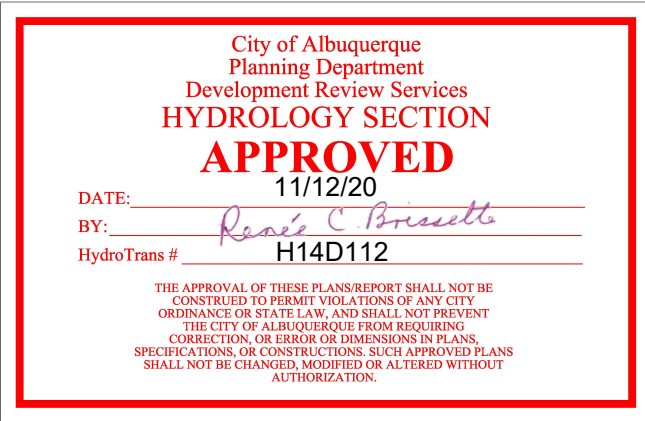 City of Albuquerque
Planning Department
Development Review Services
HYDROLOGY SECTION
APPROVED
DATE: 11/12/20
BY: Renée C. Brissette
HydroTrans # H14D112
THE APPROVAL OF THESE PLANS/REPORT SHALL NOT BE
CONSTRUED TO PERMIT VIOLATIONS OF ANY CITY
ORDINANCE OR STATE LAW, AND SHALL NOT PREVENT
THE CITY OF ALBUQUERQUE FROM REQUIRING
CORRECTION, OR ERROR OR DIMENSIONS IN PLANS,
SPECIFICATIONS, OR CONSTRUCTIONS. SUCH APPROVED PLANS
SHALL NOT BE CHANGED, MODIFIED OR ALTERED WITHOUT
AUTHORIZATION.